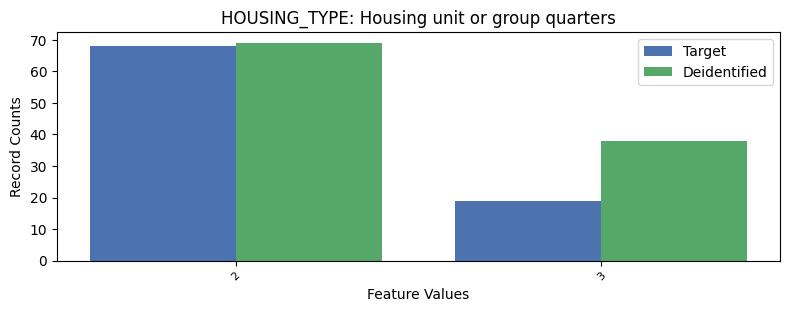 HOUSING_TYPE: Housing unit or group quarters
Target
Deidentified
Record Counts
70
60
50
40
30
20
10
0
2
3
Feature Values